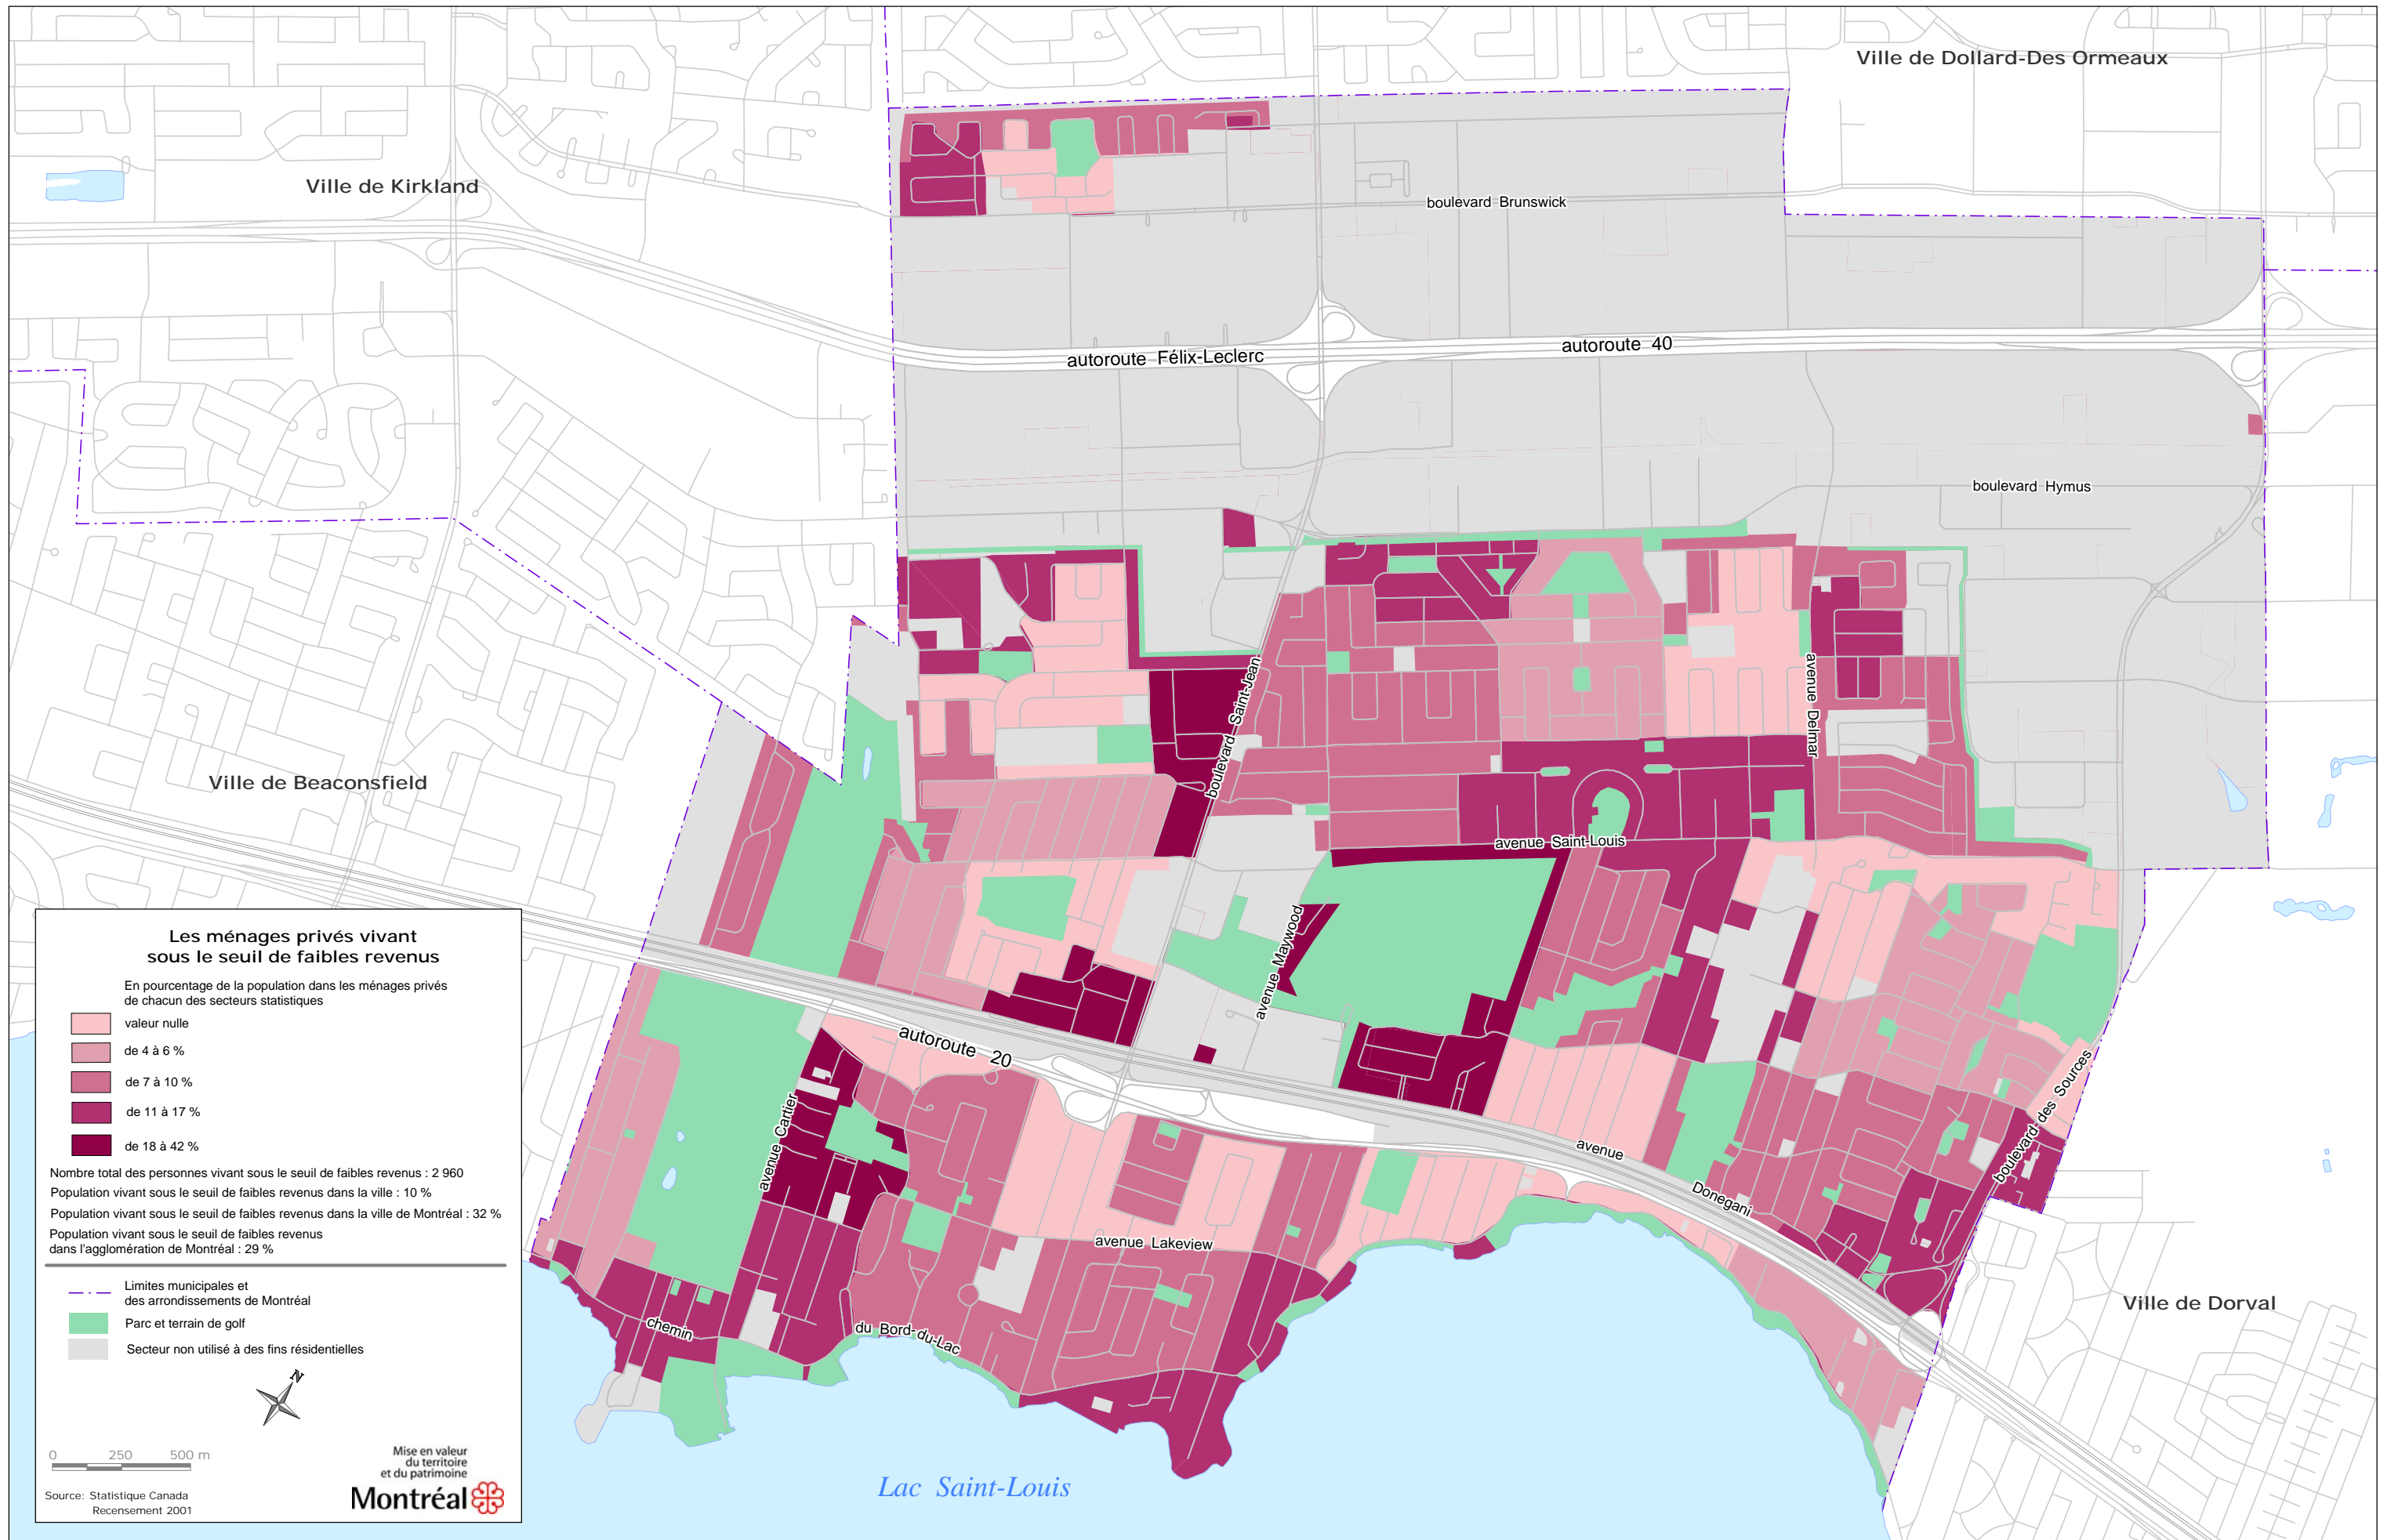 Ville de Dollard-Des Ormeaux
Ville de Kirkland
boulevard Brunswick
autoroute Félix-Leclerc
autoroute 40
boulevard Hymus
boulevard Saint-Jean
avenue Delmar
Ville de Beaconsfield
avenue Saint-Louis
avenue Maywood
autoroute 20
avenue Cartier
boulevard des Sources
avenue
Donegani
avenue Lakeview
chemin
du Bord-du-Lac
Ville de Dorval
Lac Saint-Louis
Les ménages privés vivant
sous le seuil de faibles revenus
En pourcentage de la population dans les ménages privés
de chacun des secteurs statistiques
valeur nulle
de 4 à 6 %
de 7 à 10 %
de 11 à 17 %
de 18 à 42 %
Nombre total des personnes vivant sous le seuil de faibles revenus : 2 960
Population vivant sous le seuil de faibles revenus dans la ville : 10 %
Population vivant sous le seuil de faibles revenus dans la ville de Montréal : 32 %
Population vivant sous le seuil de faibles revenus
dans l'agglomération de Montréal : 29 %
Limites municipales et
des arrondissements de Montréal
Parc et terrain de golf
Secteur non utilisé à des fins résidentielles
N
0 250 500 m
Mise en valeur
du territoire
et du patrimoine
Montréal
Source: Statistique Canada
Recensement 2001